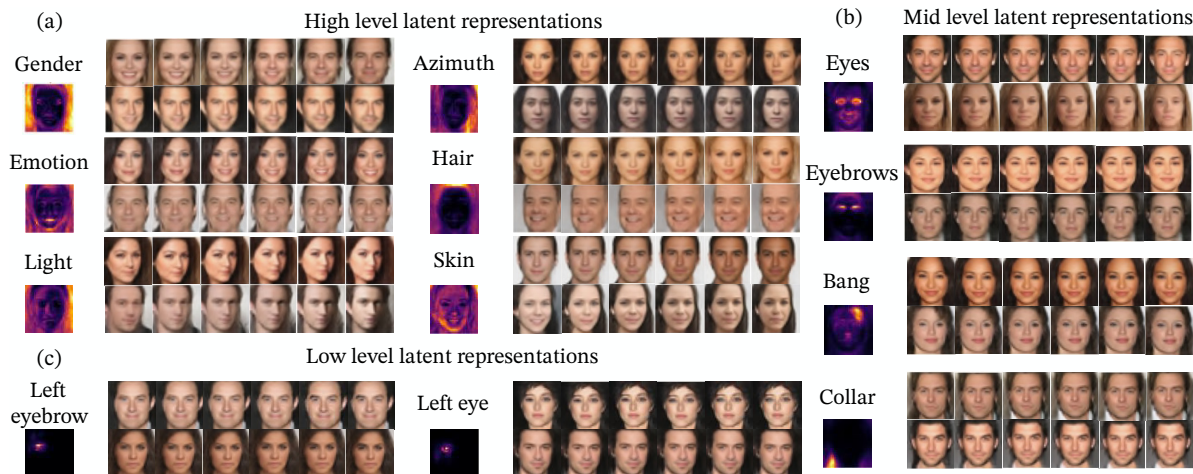 (a) High level latent representations
Gender
Azimuth
Emotion
Hair
Light
Skin
(b) Mid level latent representations
Eyes
Eyebrows
Bang
Collar
(c) Low level latent representations
Left
eyebrow
Left eye